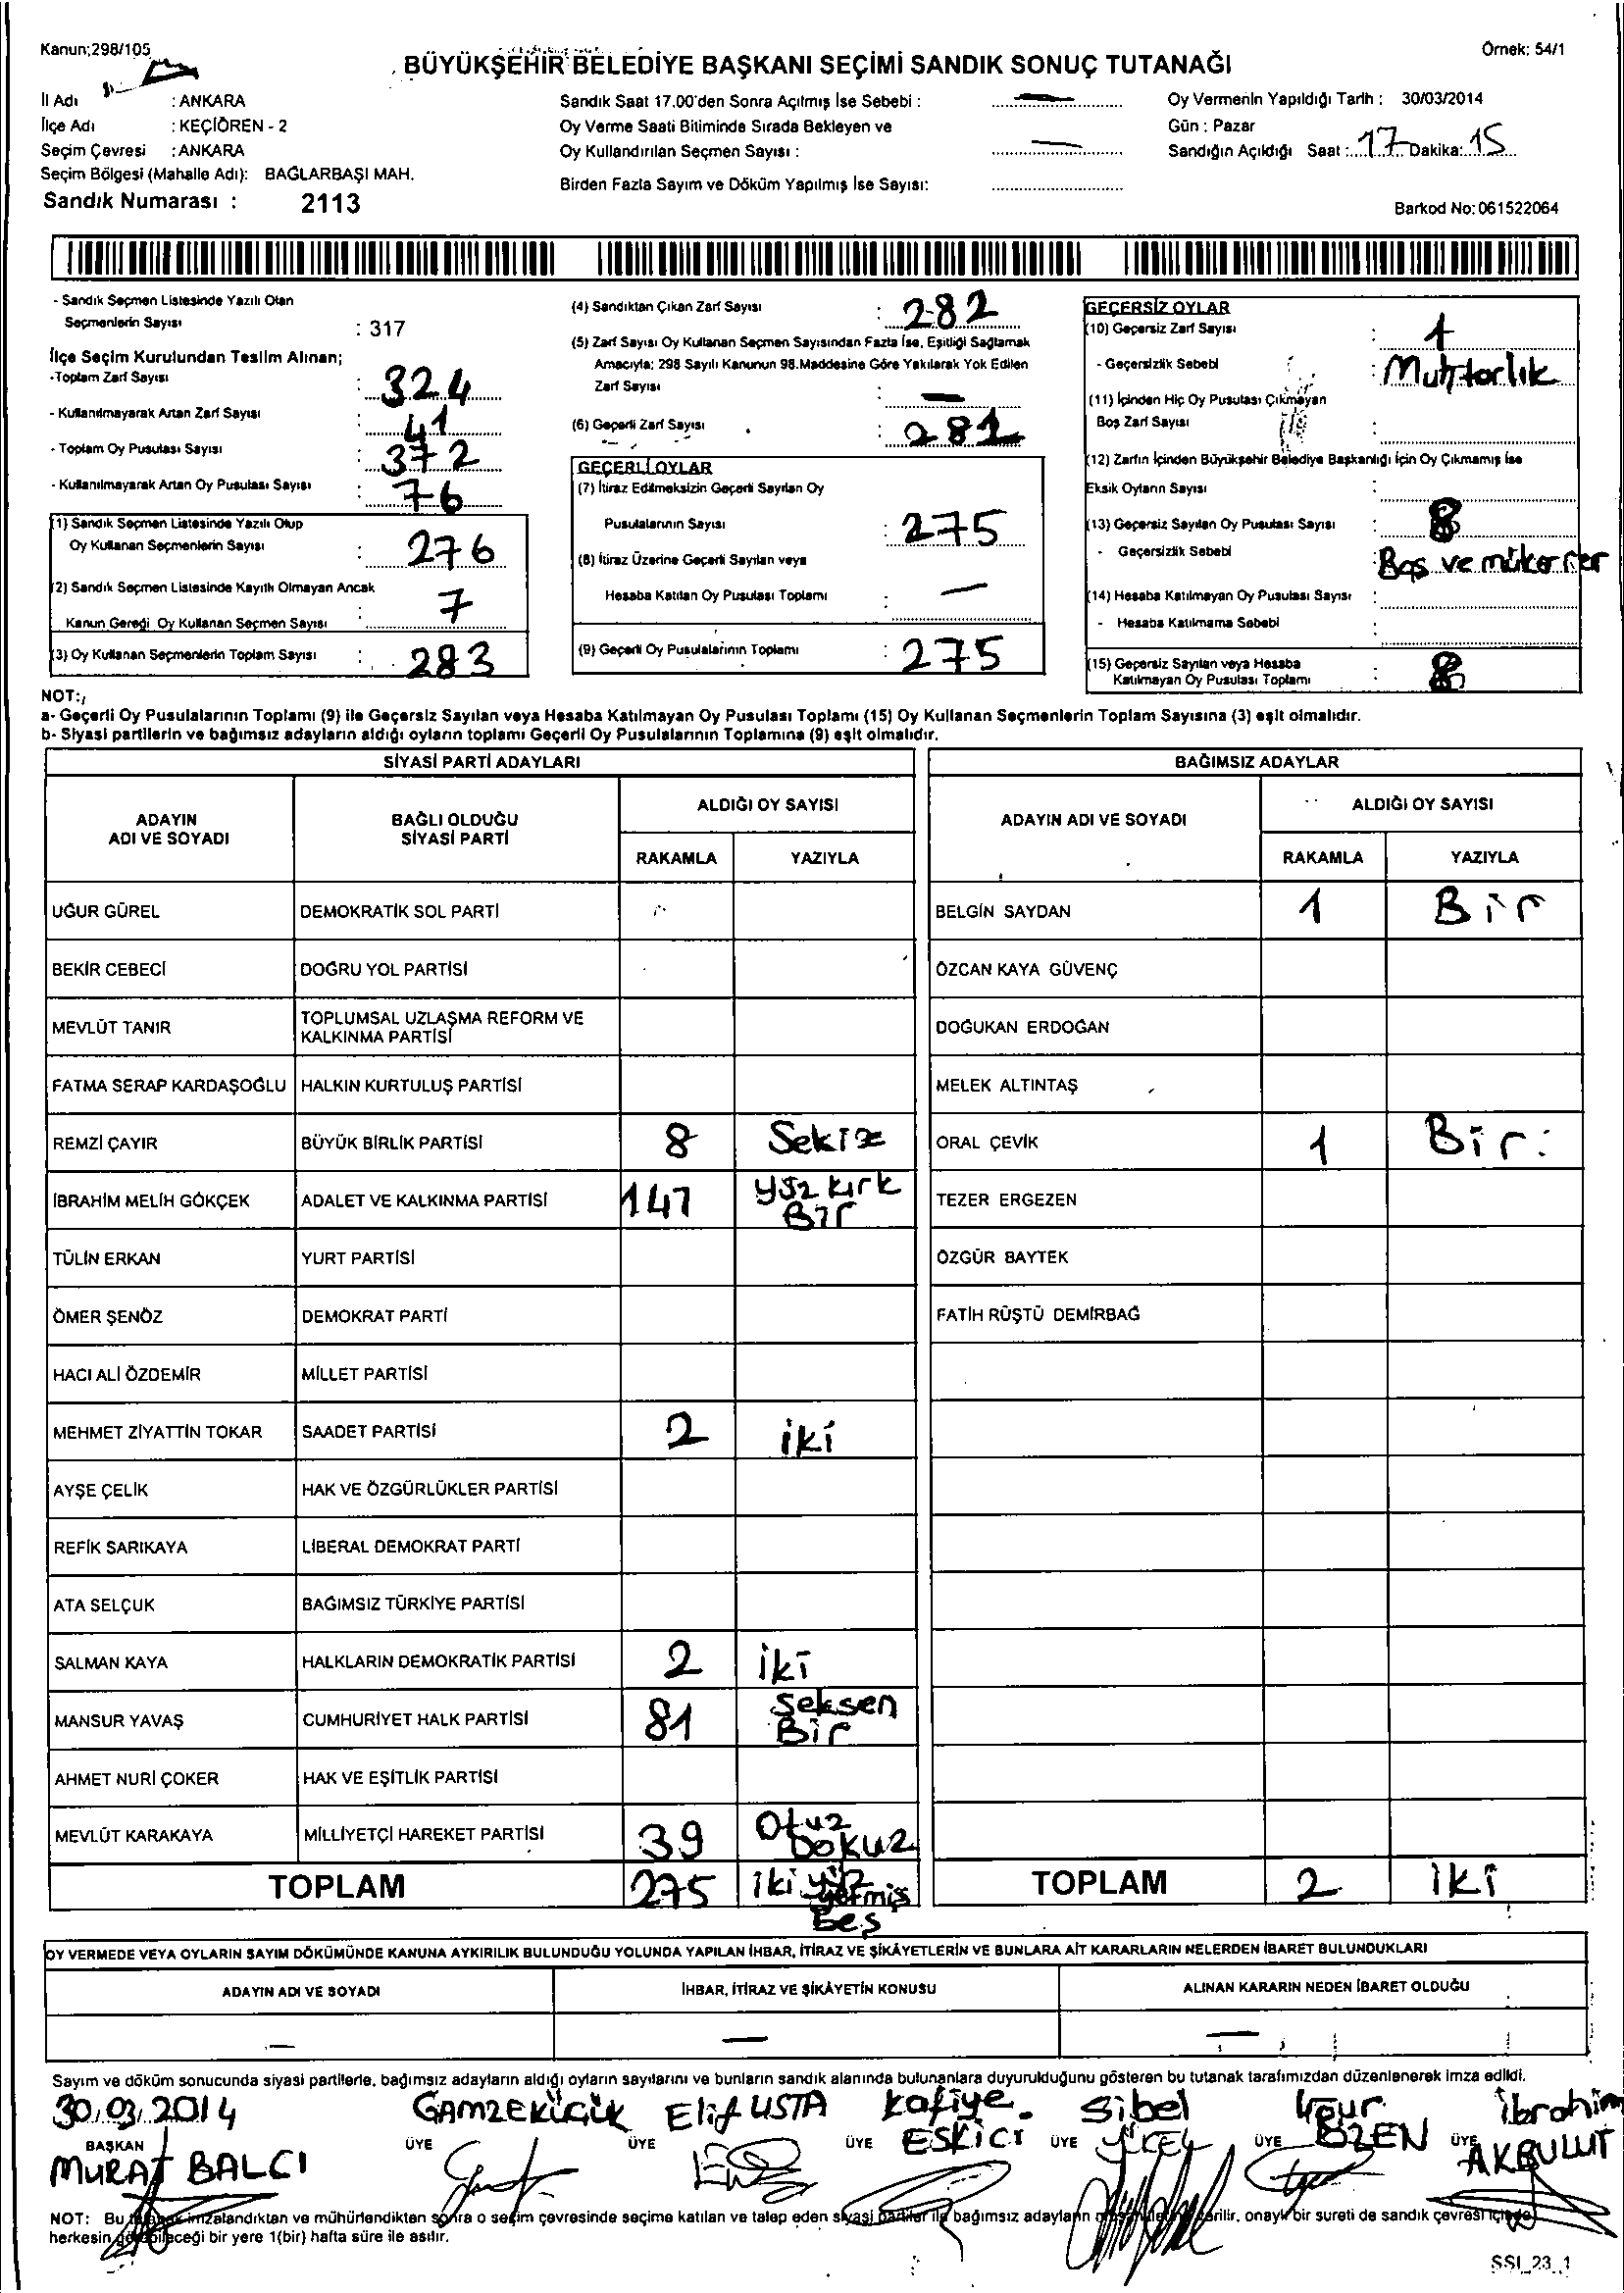 Kanun;298/105
Örnek: 54/1
BÜYÜKŞEHİR BELEDİYE BAŞKANI SEÇİMİ SANDIK SONUÇ TUTANAĞI
İl Adı : ANKARA
İlçe Adı : KEÇİÖREN - 2
Seçim Çevresi : ANKARA
Seçim Bölgesi (Mahalle Adı): BAĞLARBAŞI MAH.
Sandık Numarası : 2113
Sandık Saat 17.00'den Sonra Açılmış İse Sebebi :
Oy Verme Saati Bitiminde Sırada Bekleyen ve
Oy Kullandırılan Seçmen Sayısı :
Birden Fazla Sayım ve Döküm Yapılmış İse Sayısı:
Oy Vermenin Yapıldığı Tarih : 30/03/2014
Gün : Pazar
Sandığın Açıldığı Saat : 17 Dakika: 15
Barkod No: 061522064
- Sandık Seçmen Listesinde Yazılı Olan
Seçmenlerin Sayısı : 317
İlçe Seçim Kurulundan Teslim Alınan;
-Toplam Zarf Sayısı : 324
- Kullanılmayarak Artan Zarf Sayısı : 41
- Toplam Oy Pusulası Sayısı : 372
- Kullanılmayarak Artan Oy Pusulası Sayısı : 76
(1) Sandık Seçmen Listesinde Yazılı Olup
Oy Kullanan Seçmenlerin Sayısı : 276
(2) Sandık Seçmen Listesinde Kayıtlı Olmayan Ancak
Kanun Gereği Oy Kullanan Seçmen Sayısı : 7
(3) Oy Kullanan Seçmenlerin Toplam Sayısı : 283
(4) Sandıktan Çıkan Zarf Sayısı : 282
(5) Zarf Sayısı Oy Kullanan Seçmen Sayısından Fazla İse, Eşitliği Sağlamak
Amacıyla; 298 Sayılı Kanunun 98.Maddesine Göre Yakılarak Yok Edilen
Zarf Sayısı : —
(6) Geçerli Zarf Sayısı : 281
GEÇERLİ OYLAR
(7) İtiraz Edilmeksizin Geçerli Sayılan Oy
Pusulalarının Sayısı : 275
(8) İtiraz Üzerine Geçerli Sayılan veya
Hesaba Katılan Oy Pusulası Toplamı : —
(9) Geçerli Oy Pusulalarının Toplamı : 275
GEÇERSİZ OYLAR
(10) Geçersiz Zarf Sayısı : 1
- Geçersizlik Sebebi : Muhtarlık
(11) İçinden Hiç Oy Pusulası Çıkmayan
Boş Zarf Sayısı :
(12) Zarfın İçinden Büyükşehir Belediye Başkanlığı İçin Oy Çıkmamış İse
Eksik Oyların Sayısı
(13) Geçersiz Sayılan Oy Pusulası Sayısı : 8
- Geçersizlik Sebebi : Boş ve mükerrer
(14) Hesaba Katılmayan Oy Pusulası Sayısı :
- Hesaba Katılmama Sebebi :
(15) Geçersiz Sayılan veya Hesaba
Katılmayan Oy Pusulası Toplamı : 8
NOT:;
a- Geçerli Oy Pusulalarının Toplamı (9) ile Geçersiz Sayılan veya Hesaba Katılmayan Oy Pusulası Toplamı (15) Oy Kullanan Seçmenlerin Toplam Sayısına (3) eşit olmalıdır.
b- Siyasi partilerin ve bağımsız adayların aldığı oyların toplamı Geçerli Oy Pusulalarının Toplamına (9) eşit olmalıdır.
SİYASİ PARTİ ADAYLARI
ADAYIN ADI VE SOYADI
BAĞLI OLDUĞU SİYASİ PARTİ
ALDIĞI OY SAYISI
RAKAMLA YAZIYLA
UĞUR GÜREL DEMOKRATİK SOL PARTİ
BEKİR CEBECİ DOĞRU YOL PARTİSİ
MEVLÜT TANIR TOPLUMSAL UZLAŞMA REFORM VE KALKINMA PARTİSİ
FATMA SERAP KARDAŞOĞLU HALKIN KURTULUŞ PARTİSİ
REMZİ ÇAYIR BÜYÜK BİRLİK PARTİSİ 8 Sekiz
İBRAHİM MELİH GÖKÇEK ADALET VE KALKINMA PARTİSİ 141 yüz kırk Bir
TÜLİN ERKAN YURT PARTİSİ
ÖMER ŞENÖZ DEMOKRAT PARTİ
HACI ALİ ÖZDEMİR MİLLET PARTİSİ
MEHMET ZİYATTİN TOKAR SAADET PARTİSİ 2 iki
AYŞE ÇELİK HAK VE ÖZGÜRLÜKLER PARTİSİ
REFİK SARIKAYA LİBERAL DEMOKRAT PARTİ
ATA SELÇUK BAĞIMSIZ TÜRKİYE PARTİSİ
SALMAN KAYA HALKLARIN DEMOKRATİK PARTİSİ 2 iki
MANSUR YAVAŞ CUMHURİYET HALK PARTİSİ 81 Seksen Bir
AHMET NURİ ÇOKER HAK VE EŞİTLİK PARTİSİ
MEVLÜT KARAKAYA MİLLİYETÇİ HAREKET PARTİSİ 39 Otuz Dokuz
TOPLAM 275 iki yüz yetmiş Beş
BAĞIMSIZ ADAYLAR
ADAYIN ADI VE SOYADI
ALDIĞI OY SAYISI
RAKAMLA YAZIYLA
BELGİN SAYDAN 1 Bir
ÖZCAN KAYA GÜVENÇ
DOĞUKAN ERDOĞAN
MELEK ALTINTAŞ
ORAL ÇEVİK 1 Bir
TEZER ERGEZEN
ÖZGÜR BAYTEK
FATİH RÜŞTÜ DEMİRBAĞ
TOPLAM 2 iki
OY VERMEDE VEYA OYLARIN SAYIM DÖKÜMÜNDE KANUNA AYKIRILIK BULUNDUĞU YOLUNDA YAPILAN İHBAR, İTİRAZ VE ŞİKÂYETLERİN VE BUNLARA AİT KARARLARIN NELERDEN İBARET BULUNDUKLARI
ADAYIN ADI VE SOYADI İHBAR, İTİRAZ VE ŞİKÂYETİN KONUSU ALINAN KARARIN NEDEN İBARET OLDUĞU
— — —
Sayım ve döküm sonucunda siyasi partilerle, bağımsız adayların aldığı oyların sayılarını ve bunların sandık alanında bulunanlara duyurulduğunu gösteren bu tutanak tarafımızdan düzenlenerek imza edildi.
30.03.2014
BAŞKAN MURAT BALCI
ÜYE GAMZE KÜÇÜK
ÜYE Elif USTA
ÜYE Kafiye ESKİCİ
ÜYE Sibel YÜCEL
ÜYE Uğur ÖZEN
ÜYE İbrahim AKBULUT
NOT: Bu tutanak imzalandıktan ve mühürlendikten sonra o seçim çevresinde seçime katılan ve talep eden siyasi partiler ile bağımsız adayların verilir, onaylı bir sureti de sandık çevresi içinde
herkesin görebileceği bir yere 1(bir) hafta süre ile asılır.
SSI_23_1